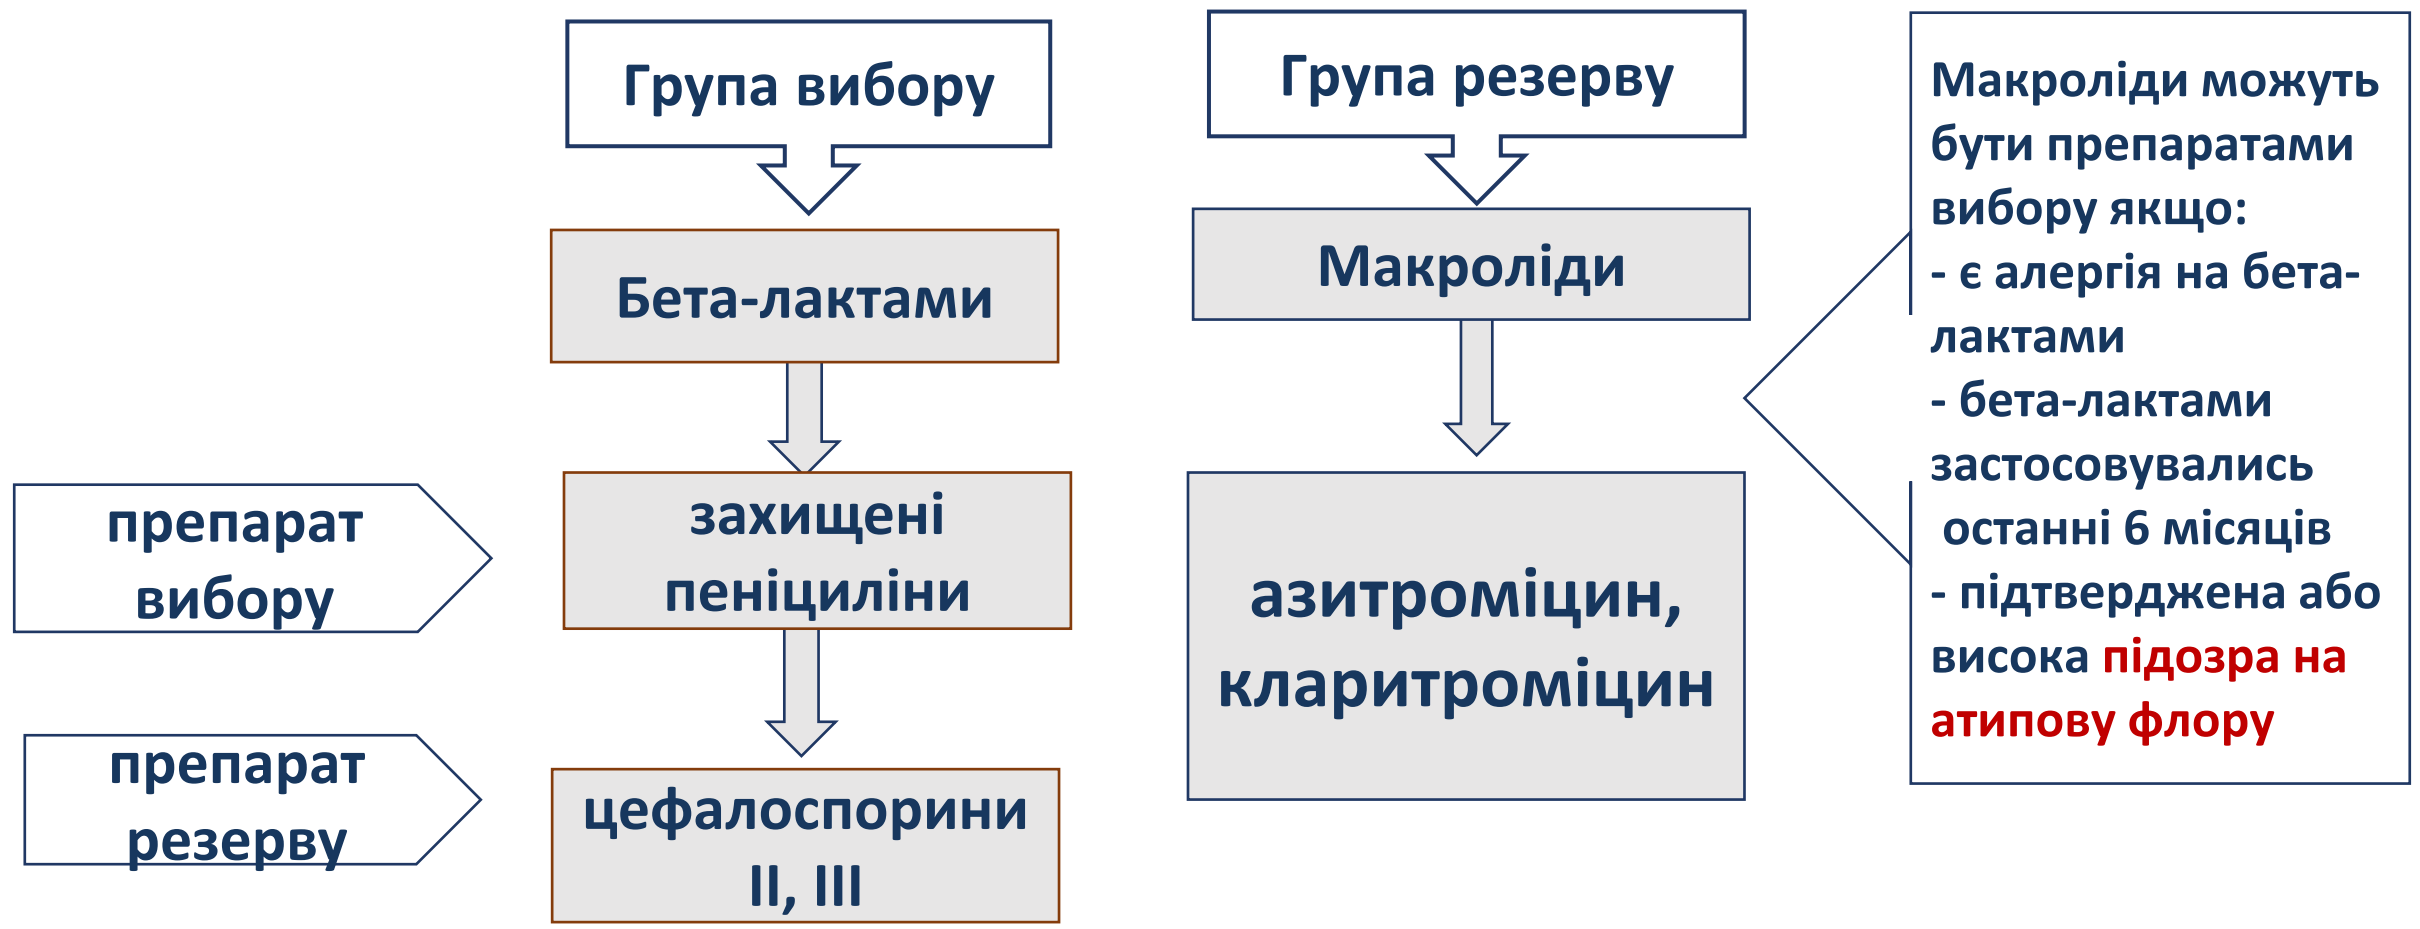 Група вибору
Бета-лактами
препарат
вибору
захищені
пеніциліни
препарат
резерву
цефалоспорини
II, III
Група резерву
Макроліди
азитроміцин,
кларитроміцин
Макроліди можуть
бути препаратами
вибору якщо:
- є алергія на бета-
лактами
- бета-лактами
застосовувались
останні 6 місяців
- підтверджена або
висока підозра на
атипову флору